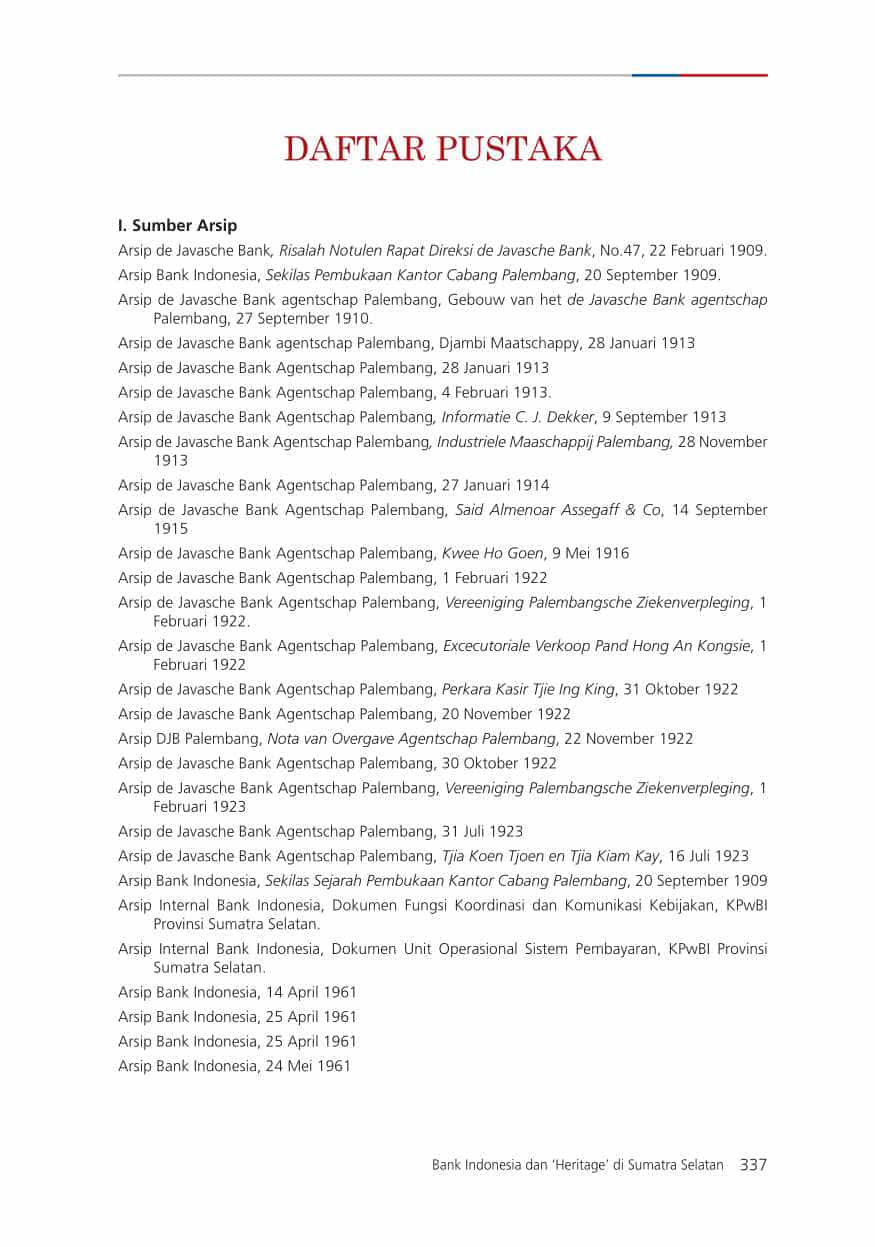 DAFTAR PUSTAKA
I. Sumber Arsip
Arsip de Javasche Bank, Risalah Notulen Rapat Direksi de Javasche Bank, No.47, 22 Februari 1909.
Arsip Bank Indonesia, Sekilas Pembukaan Kantor Cabang Palembang, 20 September 1909.
Arsip de Javasche Bank agentschap Palembang, Gebouw van het de Javasche Bank agentschap
Palembang, 27 September 1910.
Arsip de Javasche Bank agentschap Palembang, Djambi Maatschappy, 28 Januari 1913
Arsip de Javasche Bank Agentschap Palembang, 28 Januari 1913
Arsip de Javasche Bank Agentschap Palembang, 4 Februari 1913.
Arsip de Javasche Bank Agentschap Palembang, Informatie C. J. Dekker, 9 September 1913
Arsip de Javasche Bank Agentschap Palembang, Industriele Maaschappij Palembang, 28 November
1913
Arsip de Javasche Bank Agentschap Palembang, 27 Januari 1914
Arsip de Javasche Bank Agentschap Palembang, Said Almenoar Assegaff & Co, 14 September
1915
Arsip de Javasche Bank Agentschap Palembang, Kwee Ho Goen, 9 Mei 1916
Arsip de Javasche Bank Agentschap Palembang, 1 Februari 1922
Arsip de Javasche Bank Agentschap Palembang, Vereeniging Palembangsche Ziekenverpleging, 1
Februari 1922.
Arsip de Javasche Bank Agentschap Palembang, Excecutoriale Verkoop Pand Hong An Kongsie, 1
Februari 1922
Arsip de Javasche Bank Agentschap Palembang, Perkara Kasir Tjie Ing King, 31 Oktober 1922
Arsip de Javasche Bank Agentschap Palembang, 20 November 1922
Arsip DJB Palembang, Nota van Overgave Agentschap Palembang, 22 November 1922
Arsip de Javasche Bank Agentschap Palembang, 30 Oktober 1922
Arsip de Javasche Bank Agentschap Palembang, Vereeniging Palembangsche Ziekenverpleging, 1
Februari 1923
Arsip de Javasche Bank Agentschap Palembang, 31 Juli 1923
Arsip de Javasche Bank Agentschap Palembang, Tjia Koen Tjoen en Tjia Kiam Kay, 16 Juli 1923
Arsip Bank Indonesia, Sekilas Sejarah Pembukaan Kantor Cabang Palembang, 20 September 1909
Arsip Internal Bank Indonesia, Dokumen Fungsi Koordinasi dan Komunikasi Kebijakan, KPwBI
Provinsi Sumatra Selatan.
Arsip Internal Bank Indonesia, Dokumen Unit Operasional Sistem Pembayaran, KPwBI Provinsi
Sumatra Selatan.
Arsip Bank Indonesia, 14 April 1961
Arsip Bank Indonesia, 25 April 1961
Arsip Bank Indonesia, 25 April 1961
Arsip Bank Indonesia, 24 Mei 1961
Bank Indonesia dan ‘Heritage’ di Sumatra Selatan 337